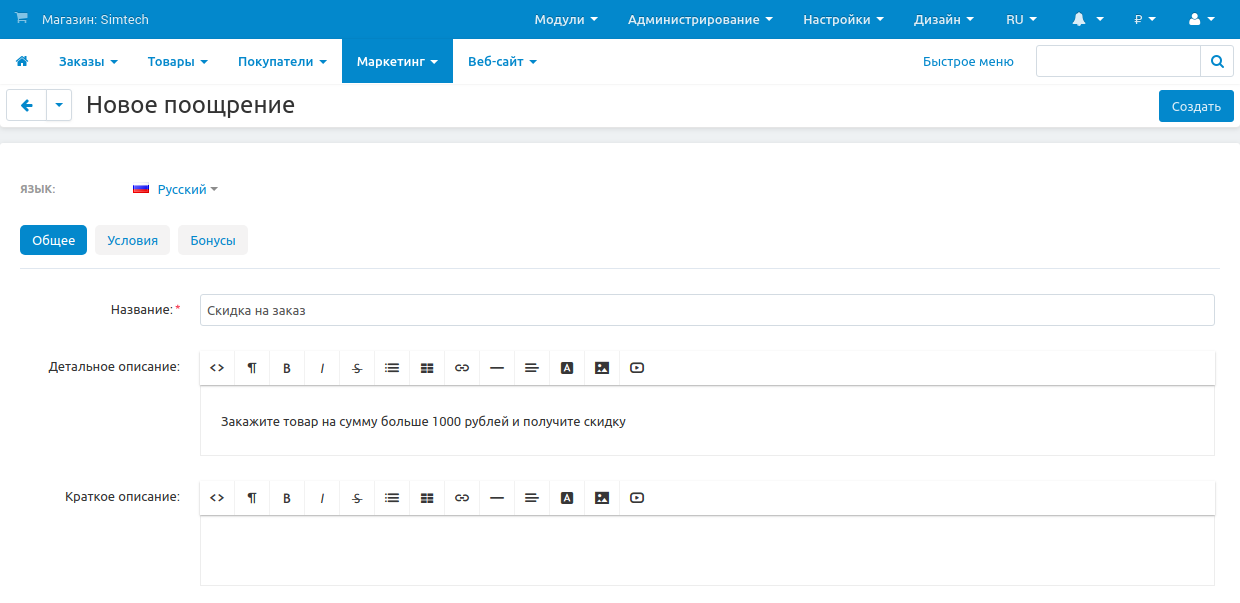 Магазин: Simtech Модули Администрирование Настройки Дизайн RU ₽
Заказы Товары Покупатели Маркетинг Веб-сайт Быстрое меню
Новое поощрение Создать
ЯЗЫК: Русский
Общее Условия Бонусы
Название:* Скидка на заказ
Детальное описание: <> ¶ B I S A
Закажите товар на сумму больше 1000 рублей и получите скидку
Краткое описание: <> ¶ B I S A